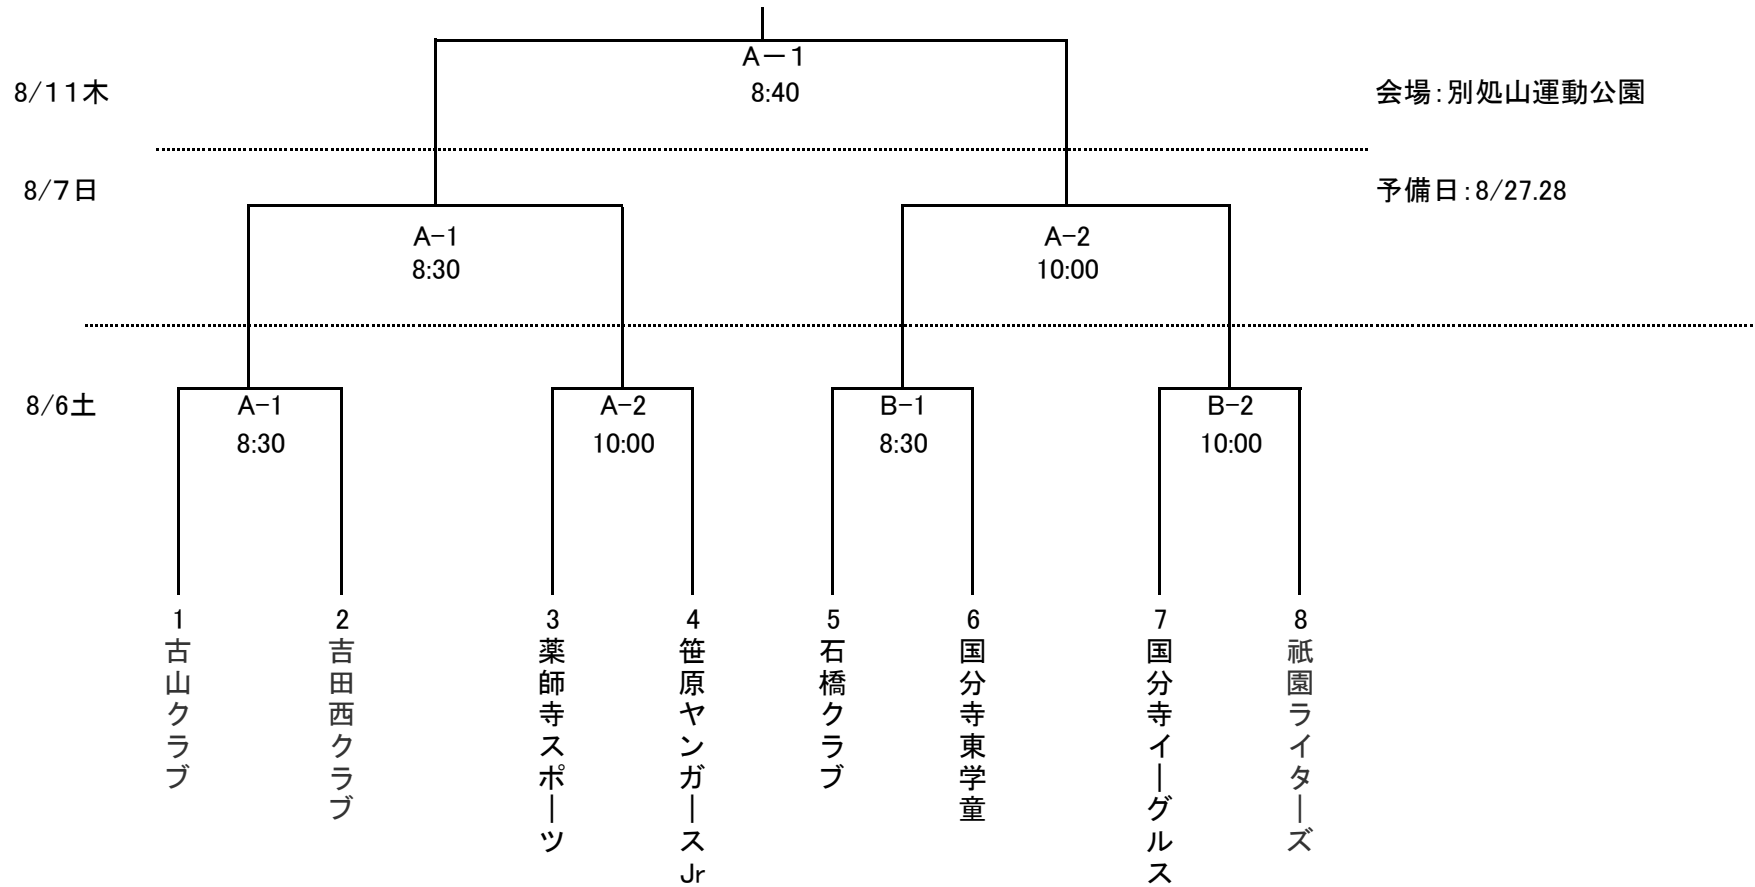 A－１
8/１１木
8:40
会場：別処山運動公園
8/７日
予備日：8/27.28
A−1
8:30
A−2
10:00
8/6土
A−1
8:30
A−2
10:00
B−1
8:30
B−2
10:00
1
古山クラブ
2
吉田西クラブ
3
薬師寺スポーツ
4
笹原ヤンガースJr
5
石橋クラブ
6
国分寺東学童
7
国分寺イーグルス
8
祇園ライターズ